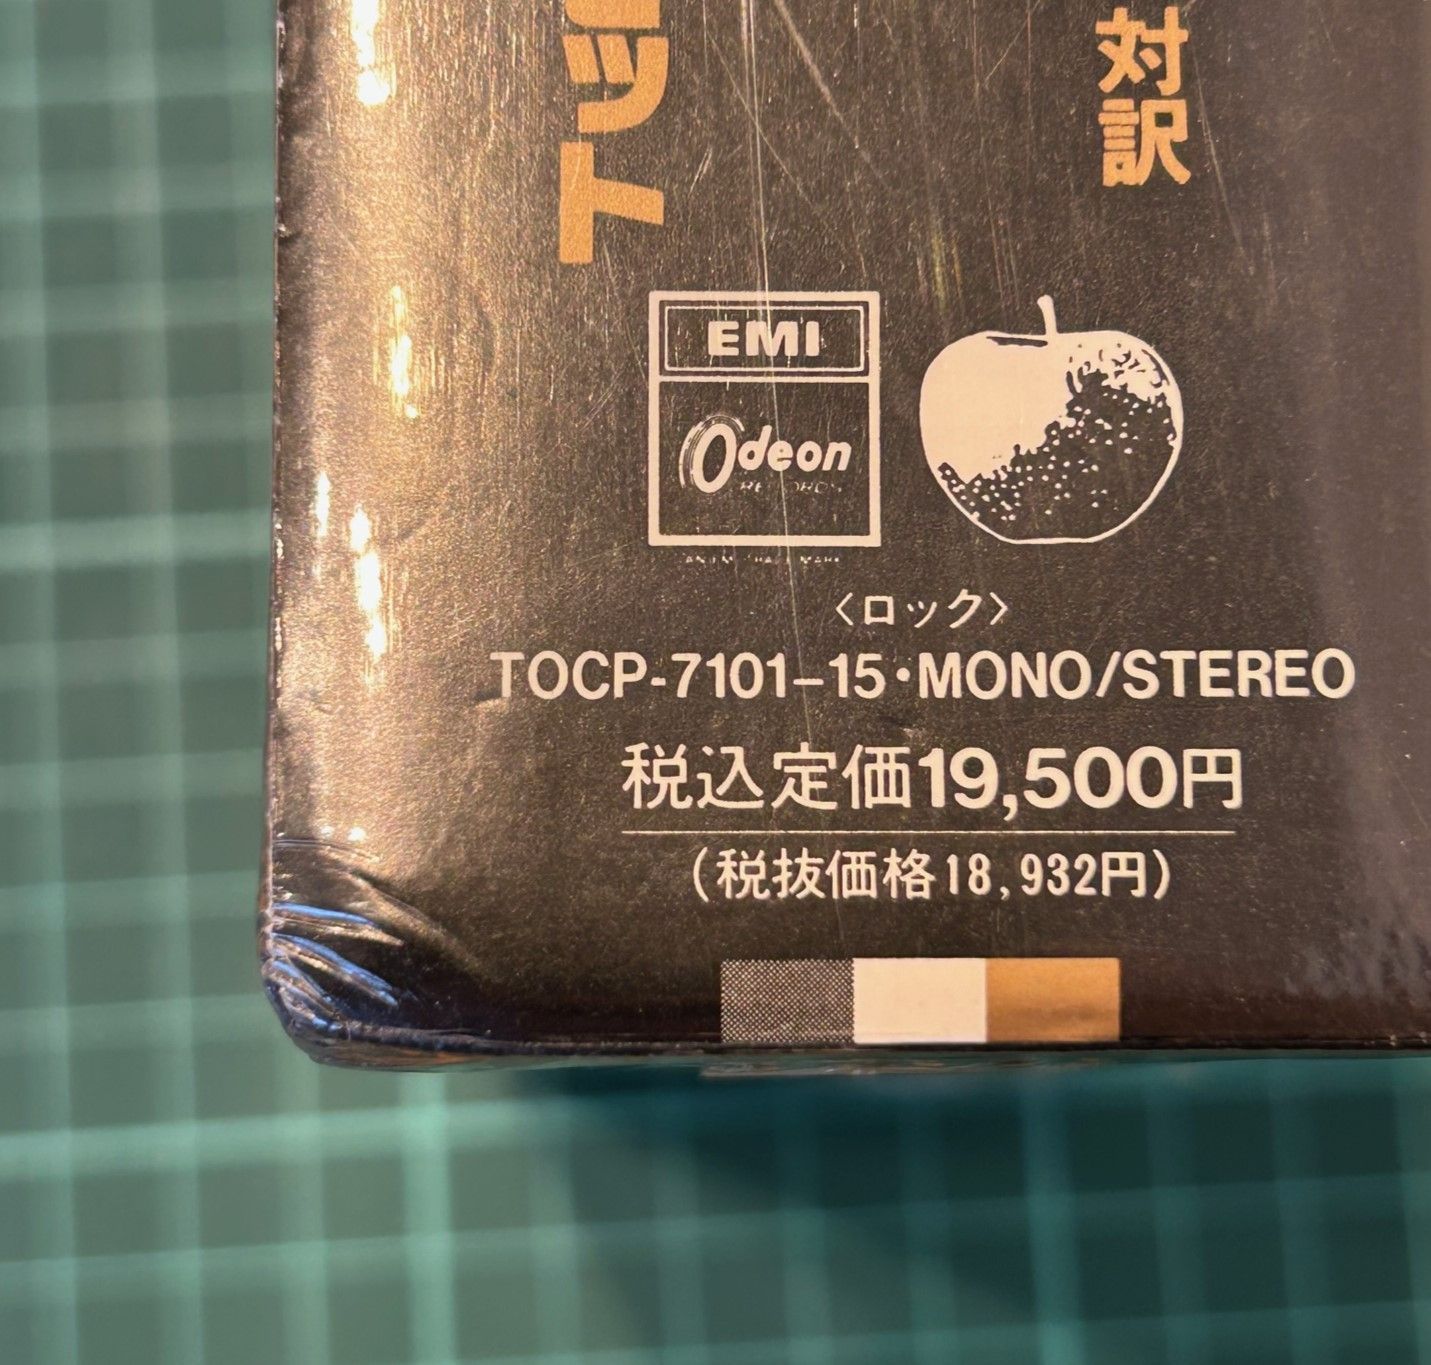 ット
対訳
EMI
Odeon
RECORDS
〈ロック〉
TOCP-7101–15・MONO/STEREO
税込定価19,500円
(税抜価格18,932円)